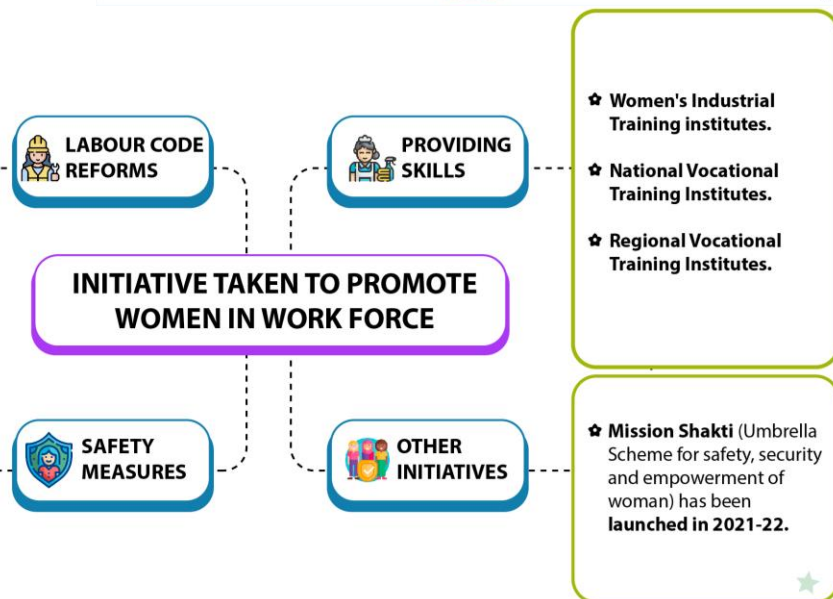 LABOUR CODE
REFORMS
PROVIDING
SKILLS
✿ Women's Industrial
Training institutes.
✿ National Vocational
Training Institutes.
✿ Regional Vocational
Training Institutes.
INITIATIVE TAKEN TO PROMOTE
WOMEN IN WORK FORCE
SAFETY
MEASURES
OTHER
INITIATIVES
✿ Mission Shakti (Umbrella
Scheme for safety, security
and empowerment of
woman) has been
launched in 2021-22.